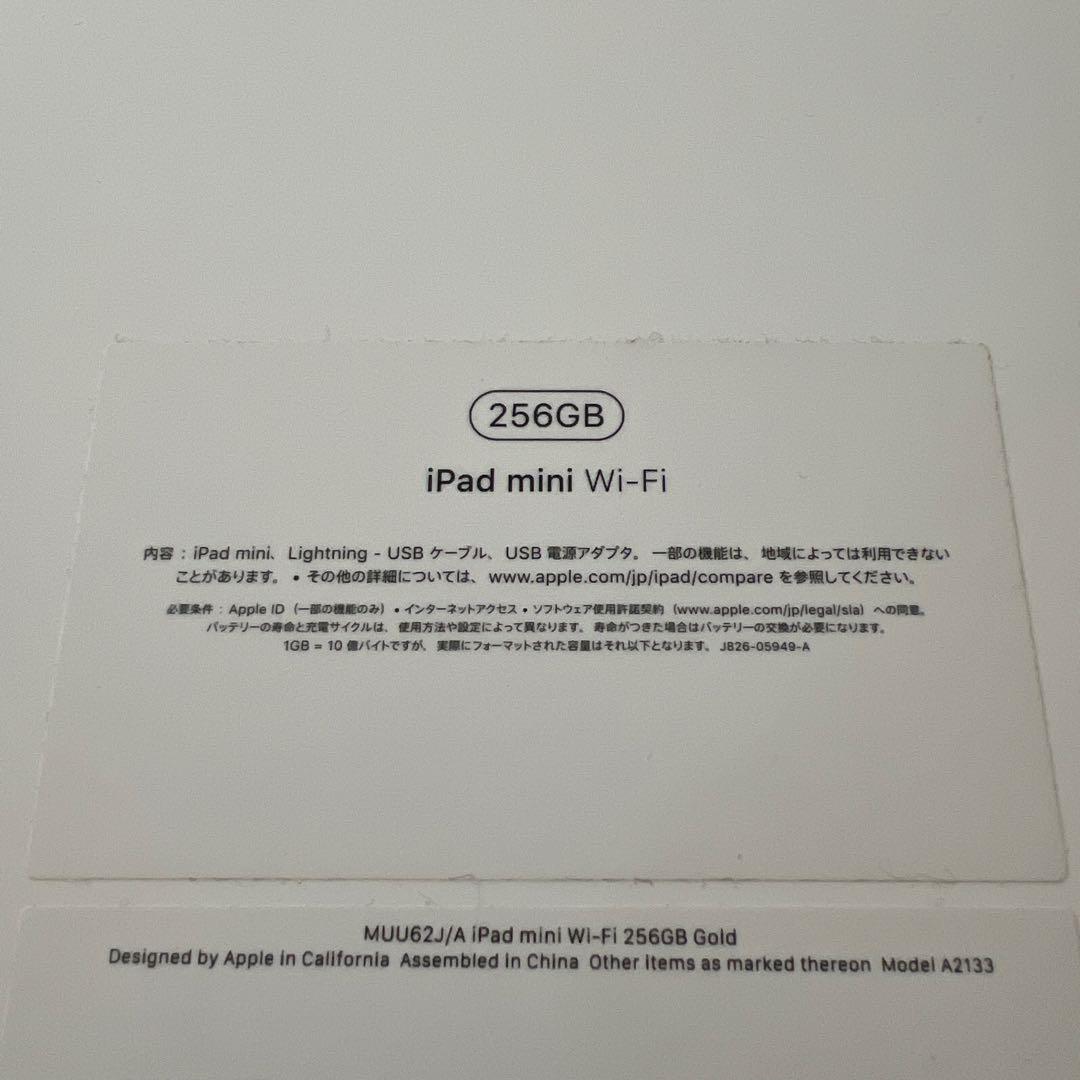 256GB
iPad mini Wi-Fi
内容：iPad mini、Lightning - USB ケーブル、USB 電源アダプタ。一部の機能は、地域によっては利用できない
ことがあります。• その他の詳細については、www.apple.com/jp/ipad/compare を参照してください。
必要条件：Apple ID（一部の機能のみ）• インターネットアクセス • ソフトウェア使用許諾契約（www.apple.com/jp/legal/sla）への同意。
バッテリーの寿命と充電サイクルは、使用方法や設定によって異なります。寿命がつきた場合はバッテリーの交換が必要になります。
1GB = 10 億バイトですが、実際にフォーマットされた容量はそれ以下となります。J826-05949-A
MUU62J/A iPad mini Wi-Fi 256GB Gold
Designed by Apple in California Assembled in China Other items as marked thereon Model A2133